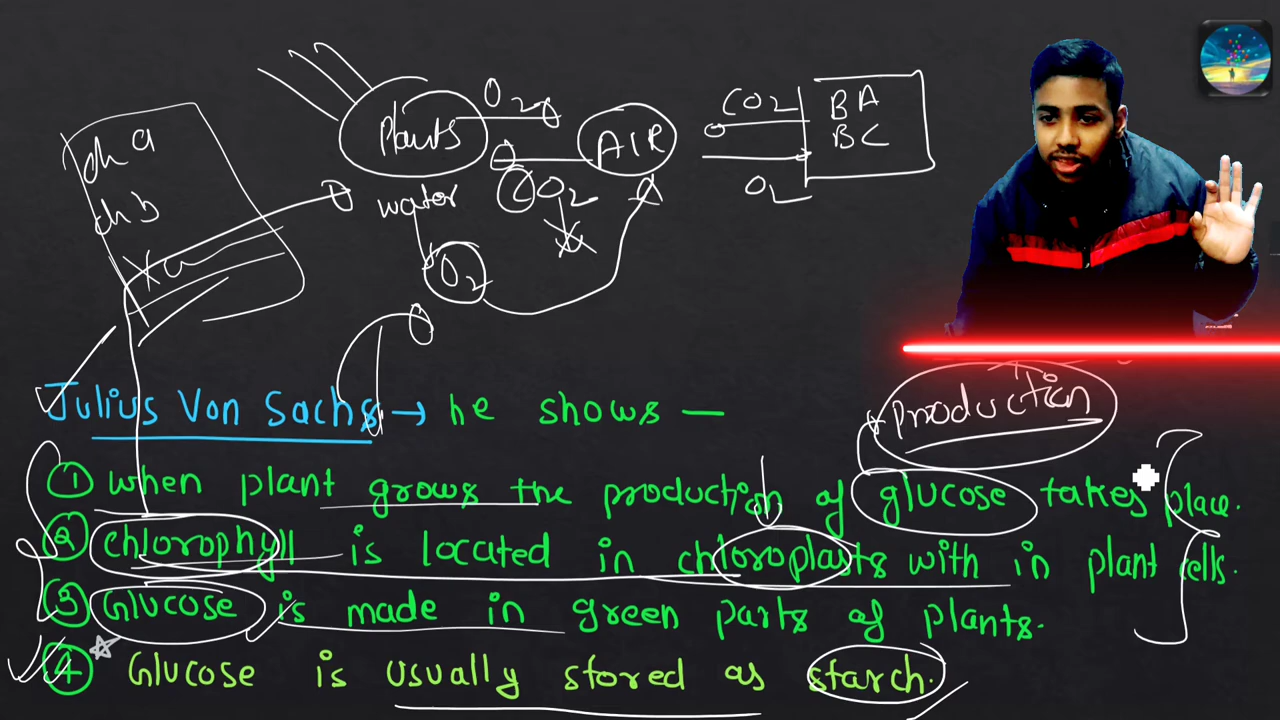 Plants O2
AIR
CO2 BA
BC
O2
ch a
ch b
water CO2
O2
Julius Von Sachs → he shows —
production
① when plant grows the production of glucose takes place.
② chlorophyll is located in chloroplasts with in plant cells.
③ Glucose is made in green parts of plants.
④ Glucose is usually stored as starch.